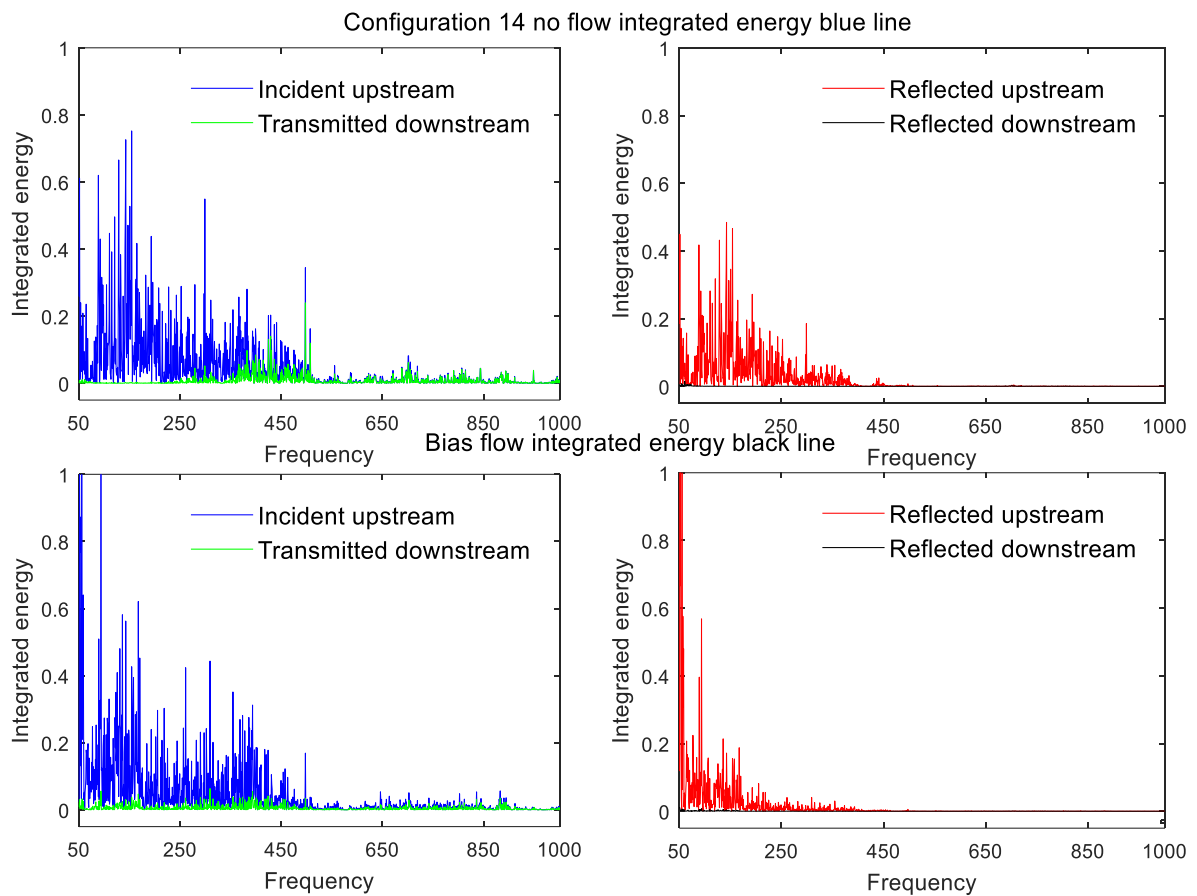 Configuration 14 no flow integrated energy blue line
1
0.8
0.6
0.4
0.2
0
Integrated energy
Incident upstream
Transmitted downstream
50 250 450 650 850 1000
Frequency
1
0.8
0.6
0.4
0.2
0
Integrated energy
Reflected upstream
Reflected downstream
50 250 450 650 850 1000
Frequency
Bias flow integrated energy black line
1
0.8
0.6
0.4
0.2
0
Integrated energy
Incident upstream
Transmitted downstream
50 250 450 650 850 1000
Frequency
1
0.8
0.6
0.4
0.2
0
Integrated energy
Reflected upstream
Reflected downstream
50 250 450 650 850 1000
Frequency